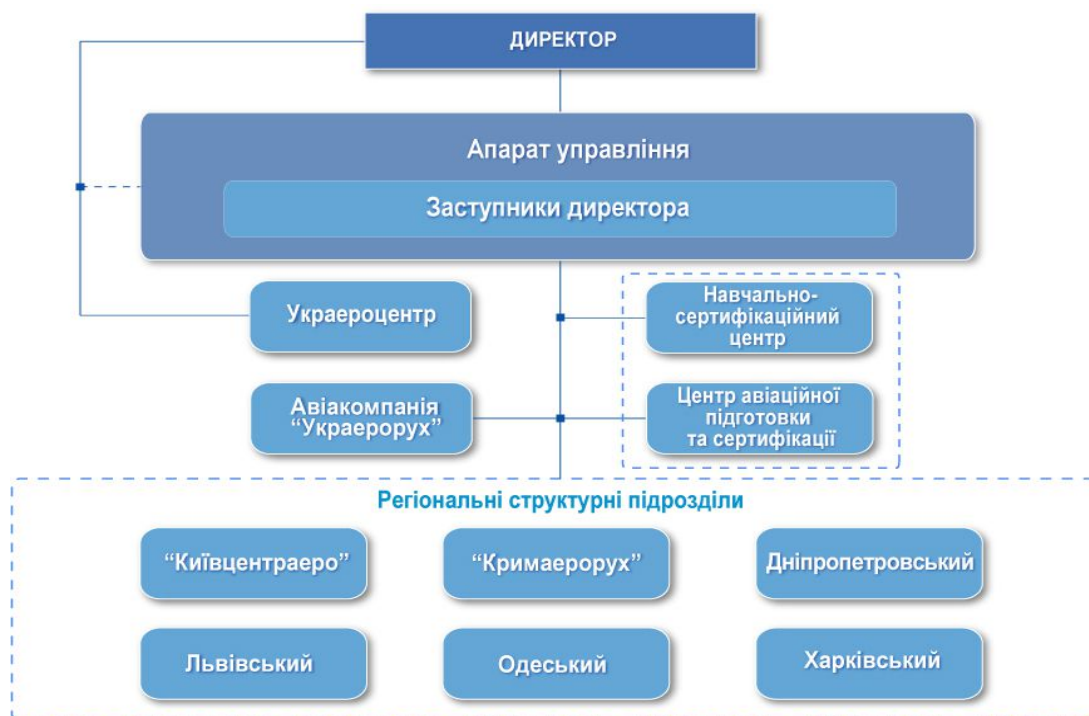 ДИРЕКТОР
Апарат управління
Заступники директора
Украероцентр
Навчально-
сертифікаційний
центр
Авіакомпанія
“Украерорух”
Центр авіаційної
підготовки
та сертифікації
Регіональні структурні підрозділи
“Київцентраеро”
“Кримаерорух”
Дніпропетровський
Львівський
Одеський
Харківський